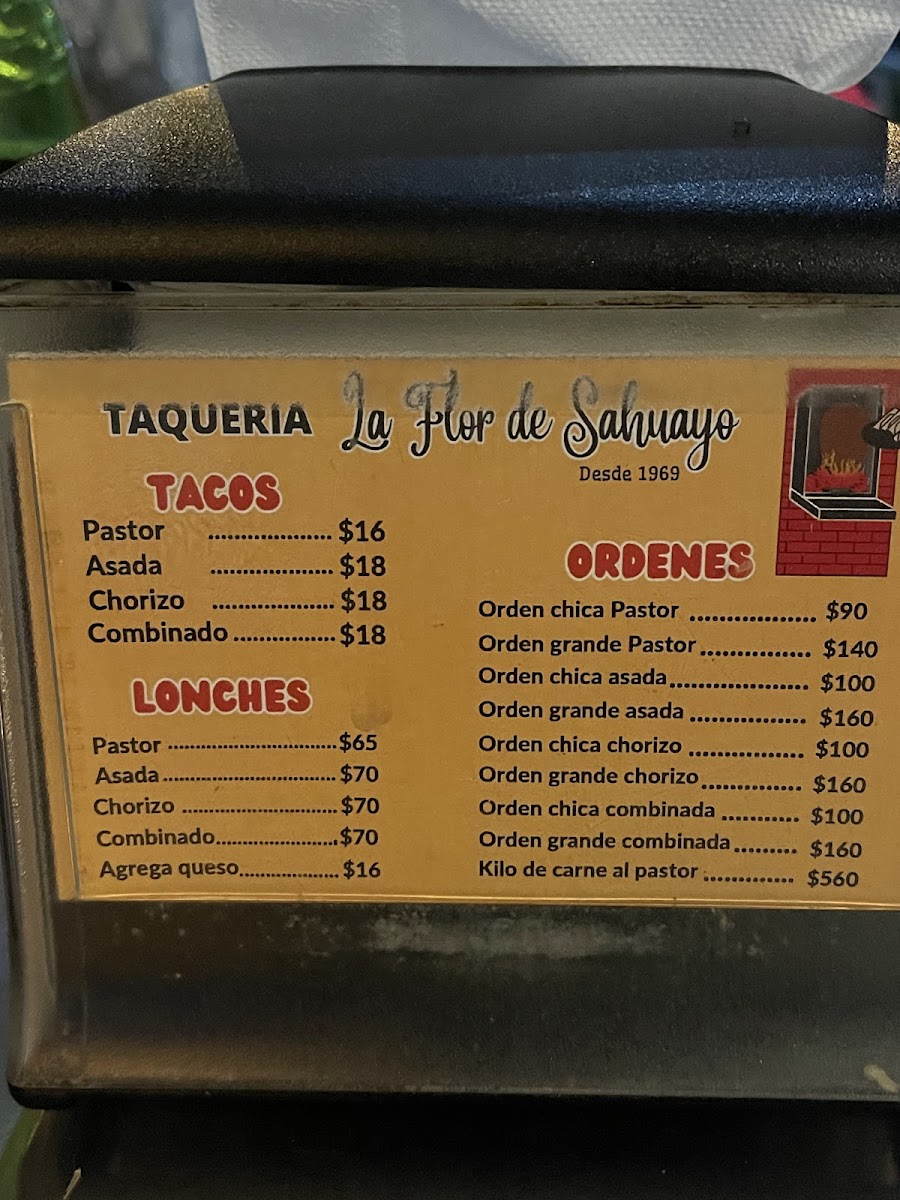 TAQUERIA La Flor de Sahuayo
Desde 1969
TACOS
Pastor .................... $16
Asada .................... $18
Chorizo .................... $18
Combinado ................ $18
LONCHES
Pastor ............................ $65
Asada ............................ $70
Chorizo .......................... $70
Combinado.................... $70
Agrega queso................. $16
ORDENES
Orden chica Pastor .................. $90
Orden grande Pastor ................ $140
Orden chica asada .................... $100
Orden grande asada ................. $160
Orden chica chorizo ................. $100
Orden grande chorizo ............... $160
Orden chica combinada ............ $100
Orden grande combinada ......... $160
Kilo de carne al pastor .............. $560